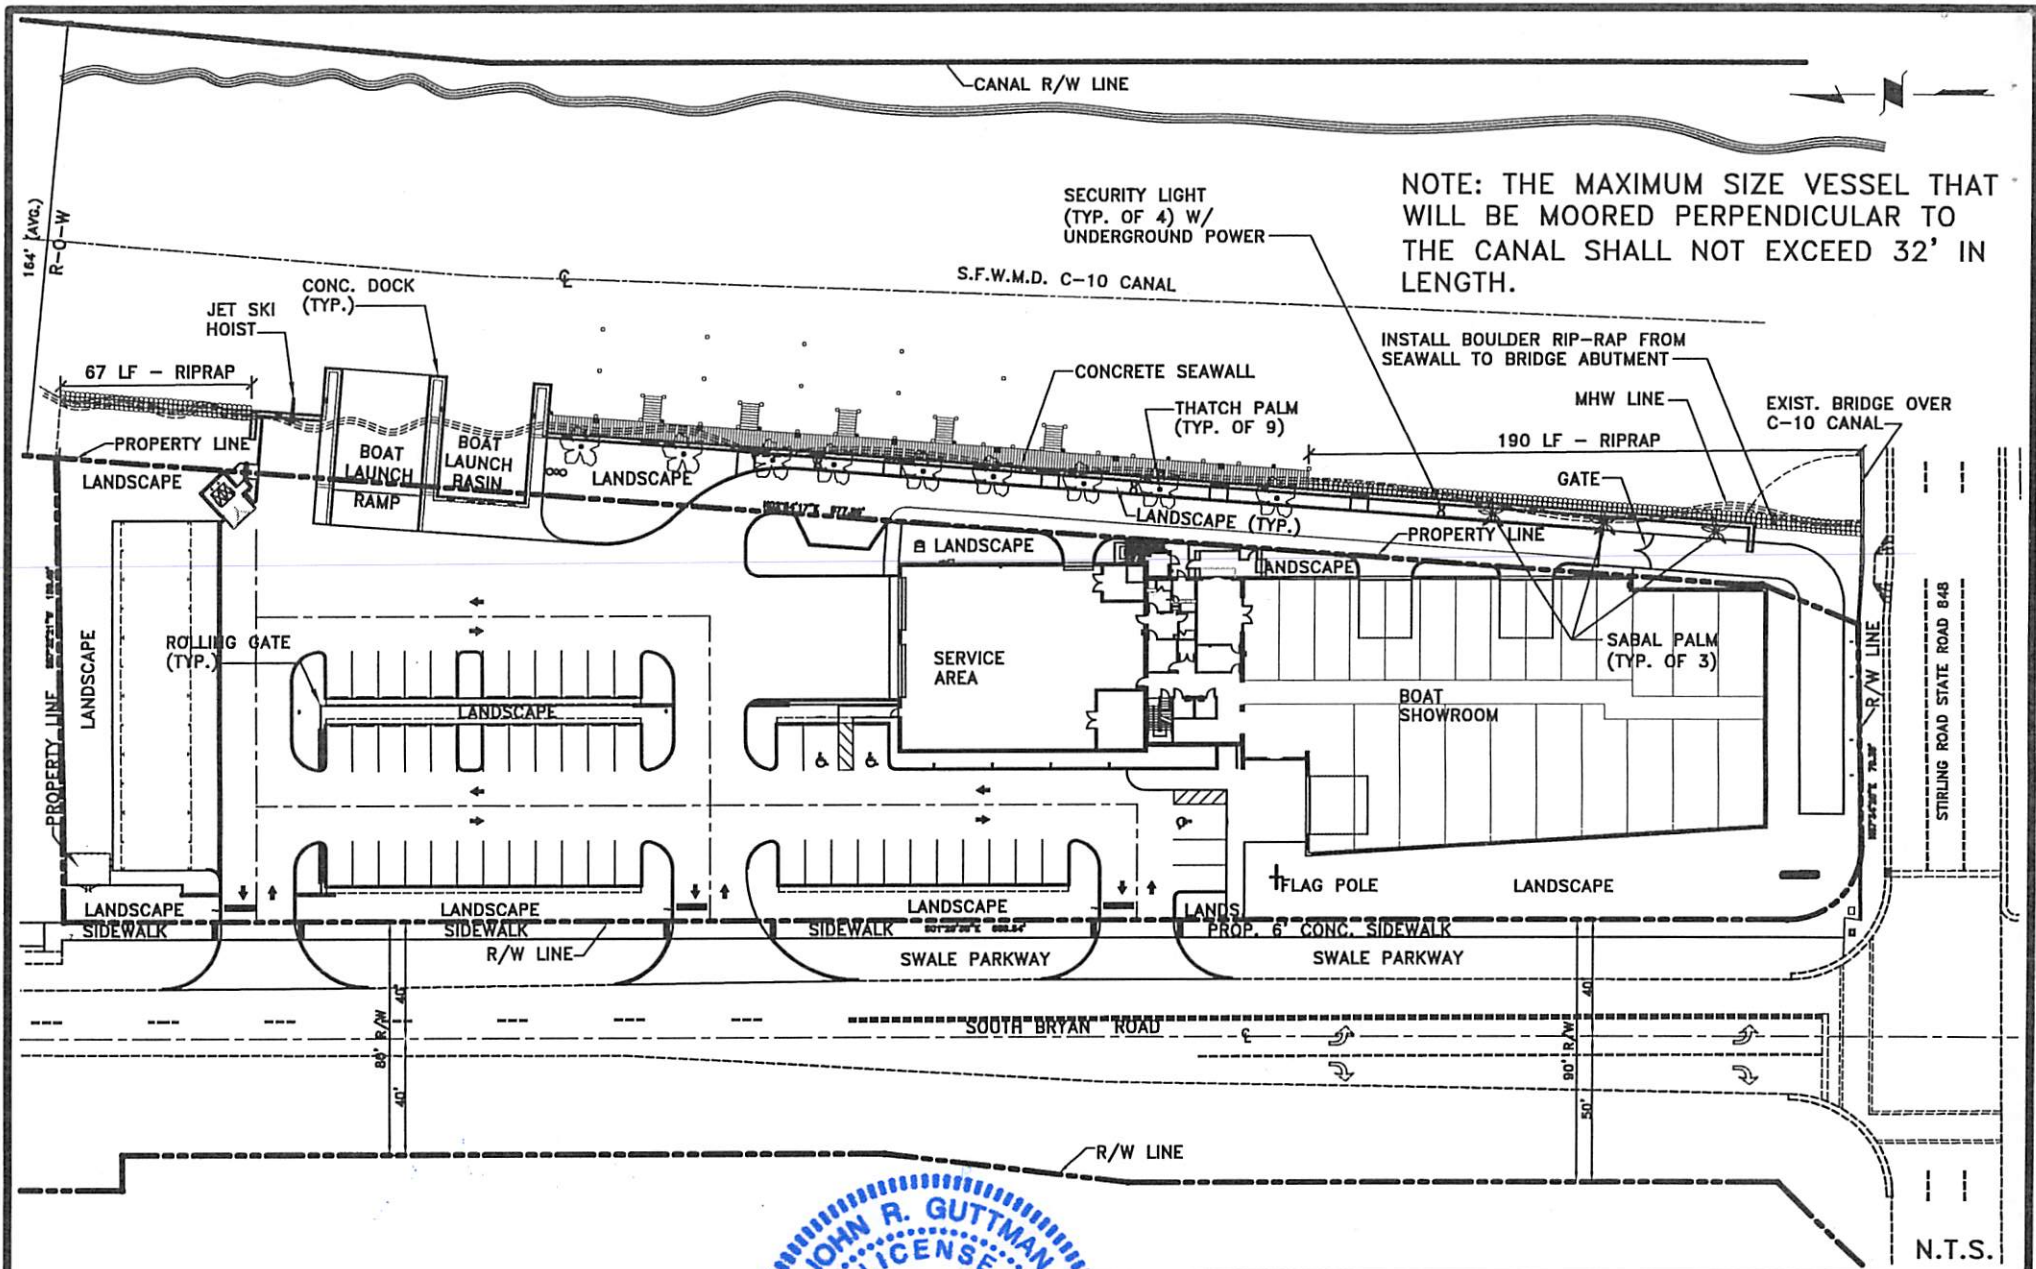 CANAL R/W LINE
N
NOTE: THE MAXIMUM SIZE VESSEL THAT
WILL BE MOORED PERPENDICULAR TO
THE CANAL SHALL NOT EXCEED 32' IN
LENGTH.
SECURITY LIGHT
(TYP. OF 4) W/
UNDERGROUND POWER
164' (AVG.)
R-O-W
S.F.W.M.D. C-10 CANAL
CONC. DOCK
(TYP.)
JET SKI
HOIST
67 LF - RIPRAP
INSTALL BOULDER RIP-RAP FROM
SEAWALL TO BRIDGE ABUTMENT
CONCRETE SEAWALL
THATCH PALM
(TYP. OF 9)
MHW LINE
EXIST. BRIDGE OVER
C-10 CANAL
190 LF - RIPRAP
PROPERTY LINE
LANDSCAPE
BOAT
LAUNCH
RAMP
BOAT
LAUNCH
BASIN
LANDSCAPE
GATE
LANDSCAPE (TYP.)
PROPERTY LINE
LANDSCAPE
LANDSCAPE
LANDSCAPE
PROPERTY LINE
ROLLING GATE
(TYP.)
LANDSCAPE
SERVICE
AREA
SABAL PALM
(TYP. OF 3)
BOAT
SHOWROOM
R/W LINE
STIRLING ROAD STATE ROAD 848
FLAG POLE
LANDSCAPE
LANDSCAPE
LANDSCAPE
LANDSCAPE
LANDS.
SIDEWALK
SIDEWALK
SIDEWALK
PROP. 6' CONC. SIDEWALK
R/W LINE
SWALE PARKWAY
SWALE PARKWAY
40'
80' R/W
40'
SOUTH BRYAN ROAD
40'
90' R/W
50'
R/W LINE
JOHN R. GUTTMAN
LICENSE
N.T.S.